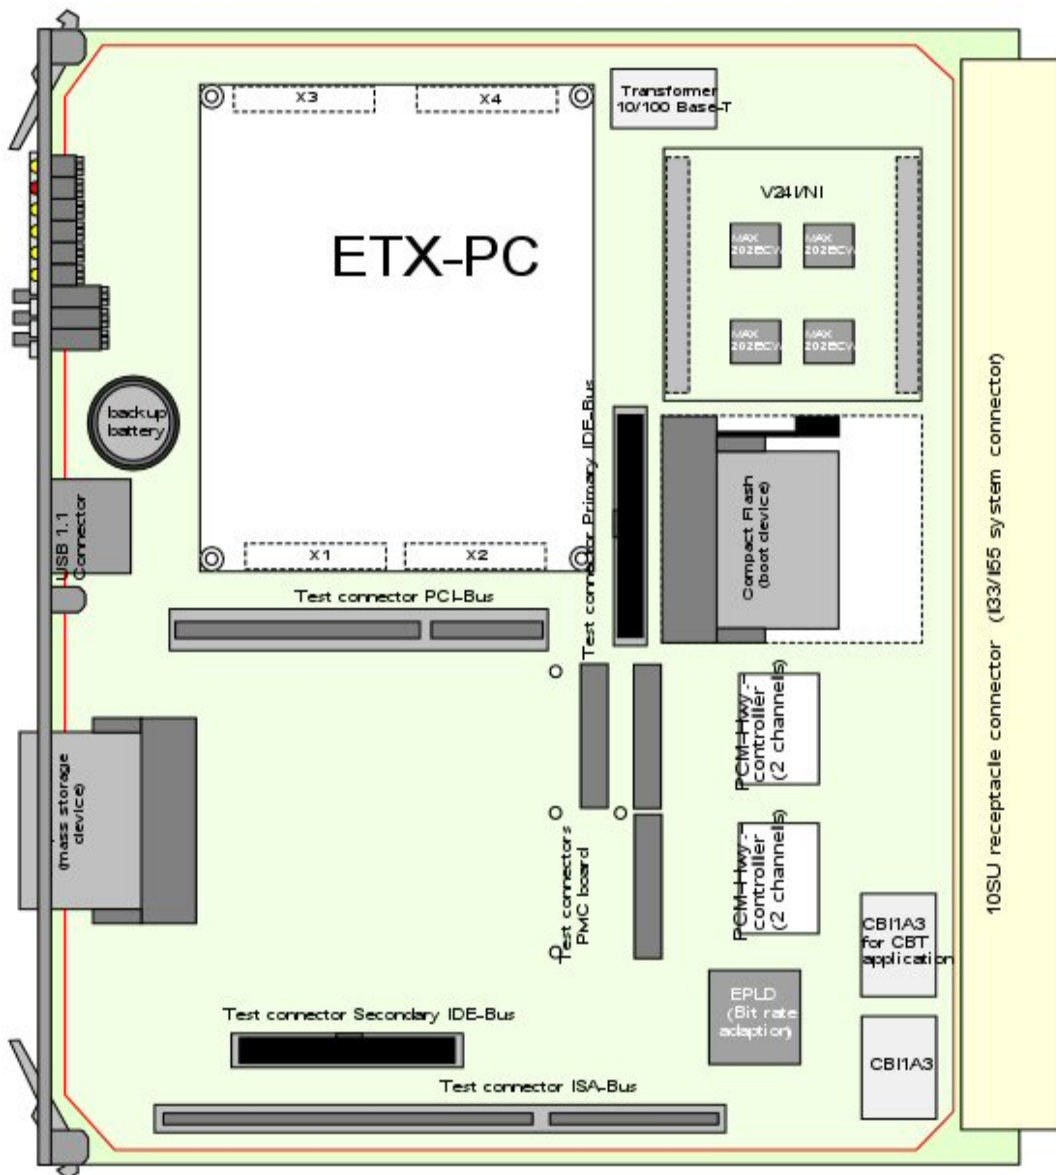 X3
X4
Transformer
10/100 Base-T
V24I/NI
ETX-PC
MAX
202ECW
MAX
202ECW
MAX
202ECW
MAX
202ECW
backup
battery
USB 1.1
Connector
X1
X2
Test connector Primary IDE-Bus
Compact Flash
(boot device)
10SU receptacle connector (I33/I55 system connector)
Test connector PCI-Bus
(mass storage
device)
PCM-Hwy.-
controller
(2 channels)
PCM-Hwy.-
controller
(2 channels)
Test connectors
PMC board
CBI1A3
for CBT
application
EPLD
(Bit rate
adaption)
Test connector Secondary IDE-Bus
CBI1A3
Test connector ISA-Bus